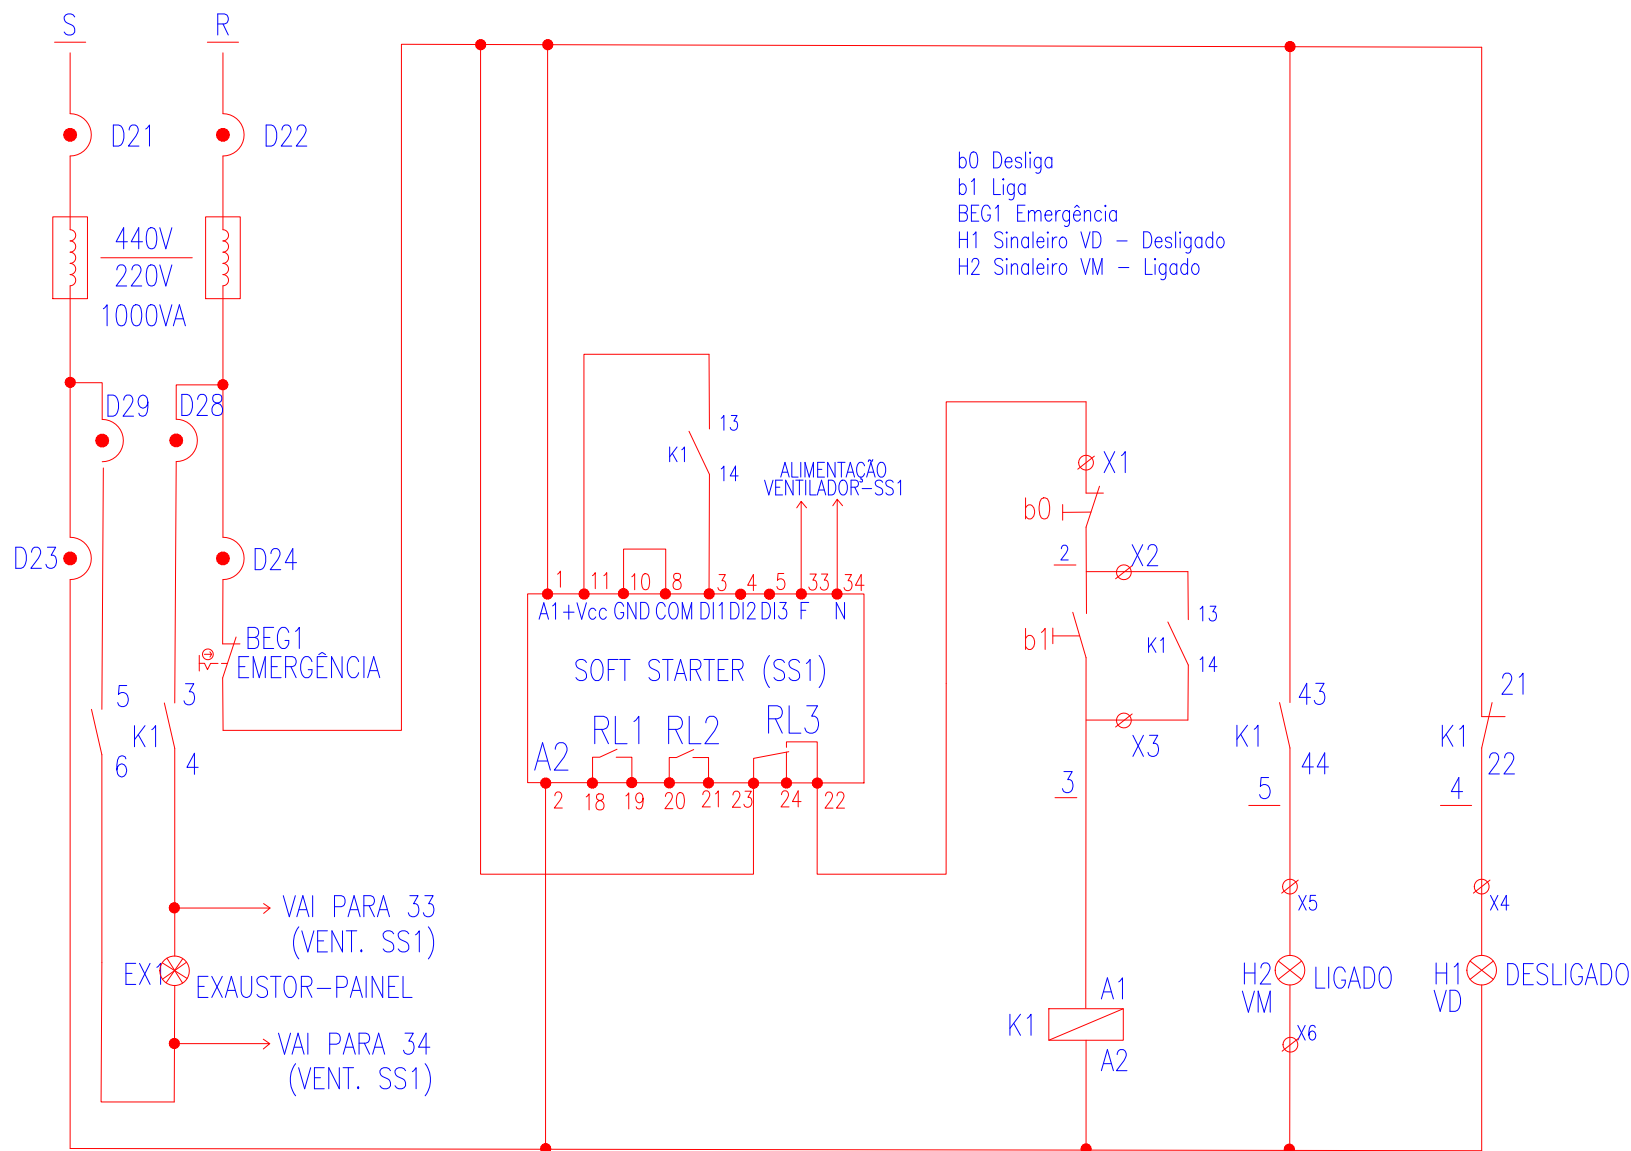 S
R
D21
D22
b0 Desliga
b1 Liga
BEG1 Emergência
H1 Sinaleiro VD - Desligado
H2 Sinaleiro VM - Ligado
440V
220V
1000VA
D29
D28
13
K1
14
ALIMENTAÇÃO
VENTILADOR-SS1
X1
b0
D23
D24
2
X2
1
11
10
8
3
4
5
33
34
A1
+Vcc
GND
COM
DI1
DI2
DI3
F
N
BEG1
EMERGÊNCIA
SOFT STARTER (SS1)
b1
13
K1
14
5
3
K1
6
4
RL1
RL2
RL3
A2
X3
43
K1
44
21
K1
22
2
18
19
20
21
23
24
22
3
5
4
VAI PARA 33
(VENT. SS1)
X5
X4
EX1
EXAUSTOR-PAINEL
H2
VM
LIGADO
H1
VD
DESLIGADO
A1
K1
A2
X6
VAI PARA 34
(VENT. SS1)